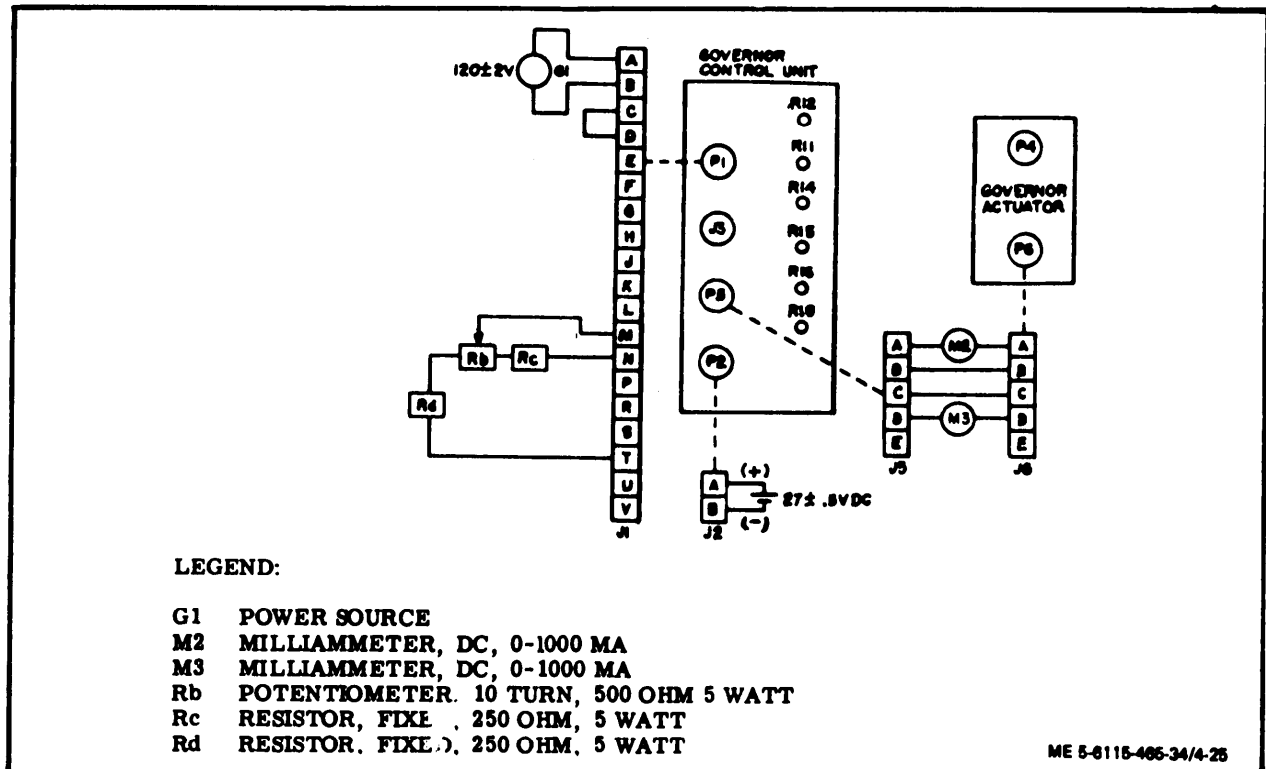 120±2V G1
A
B
C
D
E
F
G
H
J
K
L
M
N
P
R
S
T
U
V
J1
Rb
Rc
Rd
GOVERNOR
CONTROL UNIT
P1
J3
P5
P2
R12
R11
R14
R15
R16
R18
P4
GOVERNOR
ACTUATOR
P6
A
B
C
D
E
J5
M2
M3
A
B
C
D
E
J6
A
B
J2
(+)
27± .5VDC
(-)
LEGEND:
G1 POWER SOURCE
M2 MILLIAMMETER, DC, 0-1000 MA
M3 MILLIAMMETER, DC, 0-1000 MA
Rb POTENTIOMETER. 10 TURN, 500 OHM 5 WATT
Rc RESISTOR, FIXE , 250 OHM, 5 WATT
Rd RESISTOR, FIXED, 250 OHM, 5 WATT
ME 5-6115-465-34/4-25